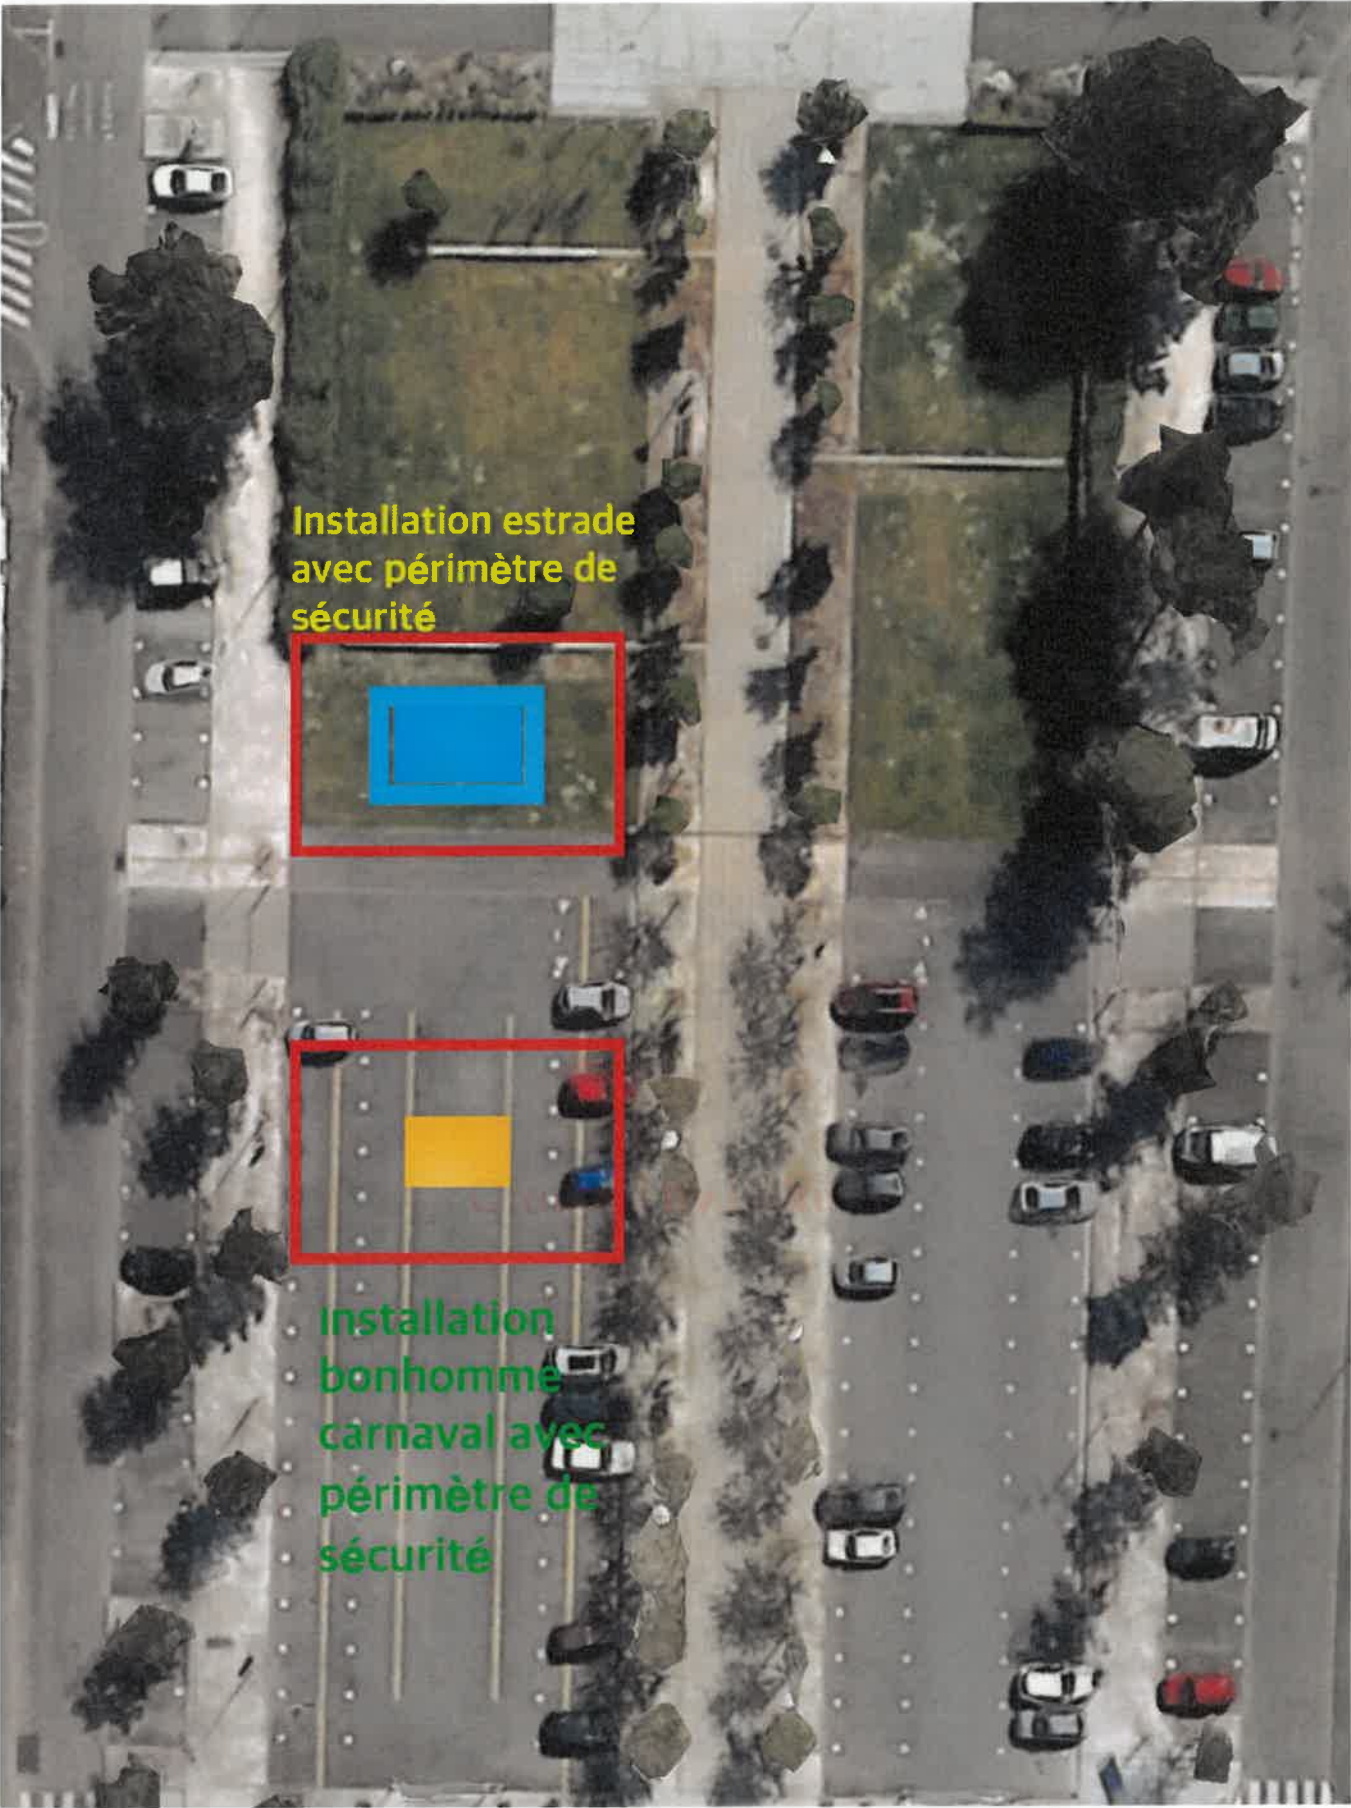 Installation estrade
avec périmètre de
sécurité
Installation
bonhomme
carnaval avec
périmètre de
sécurité